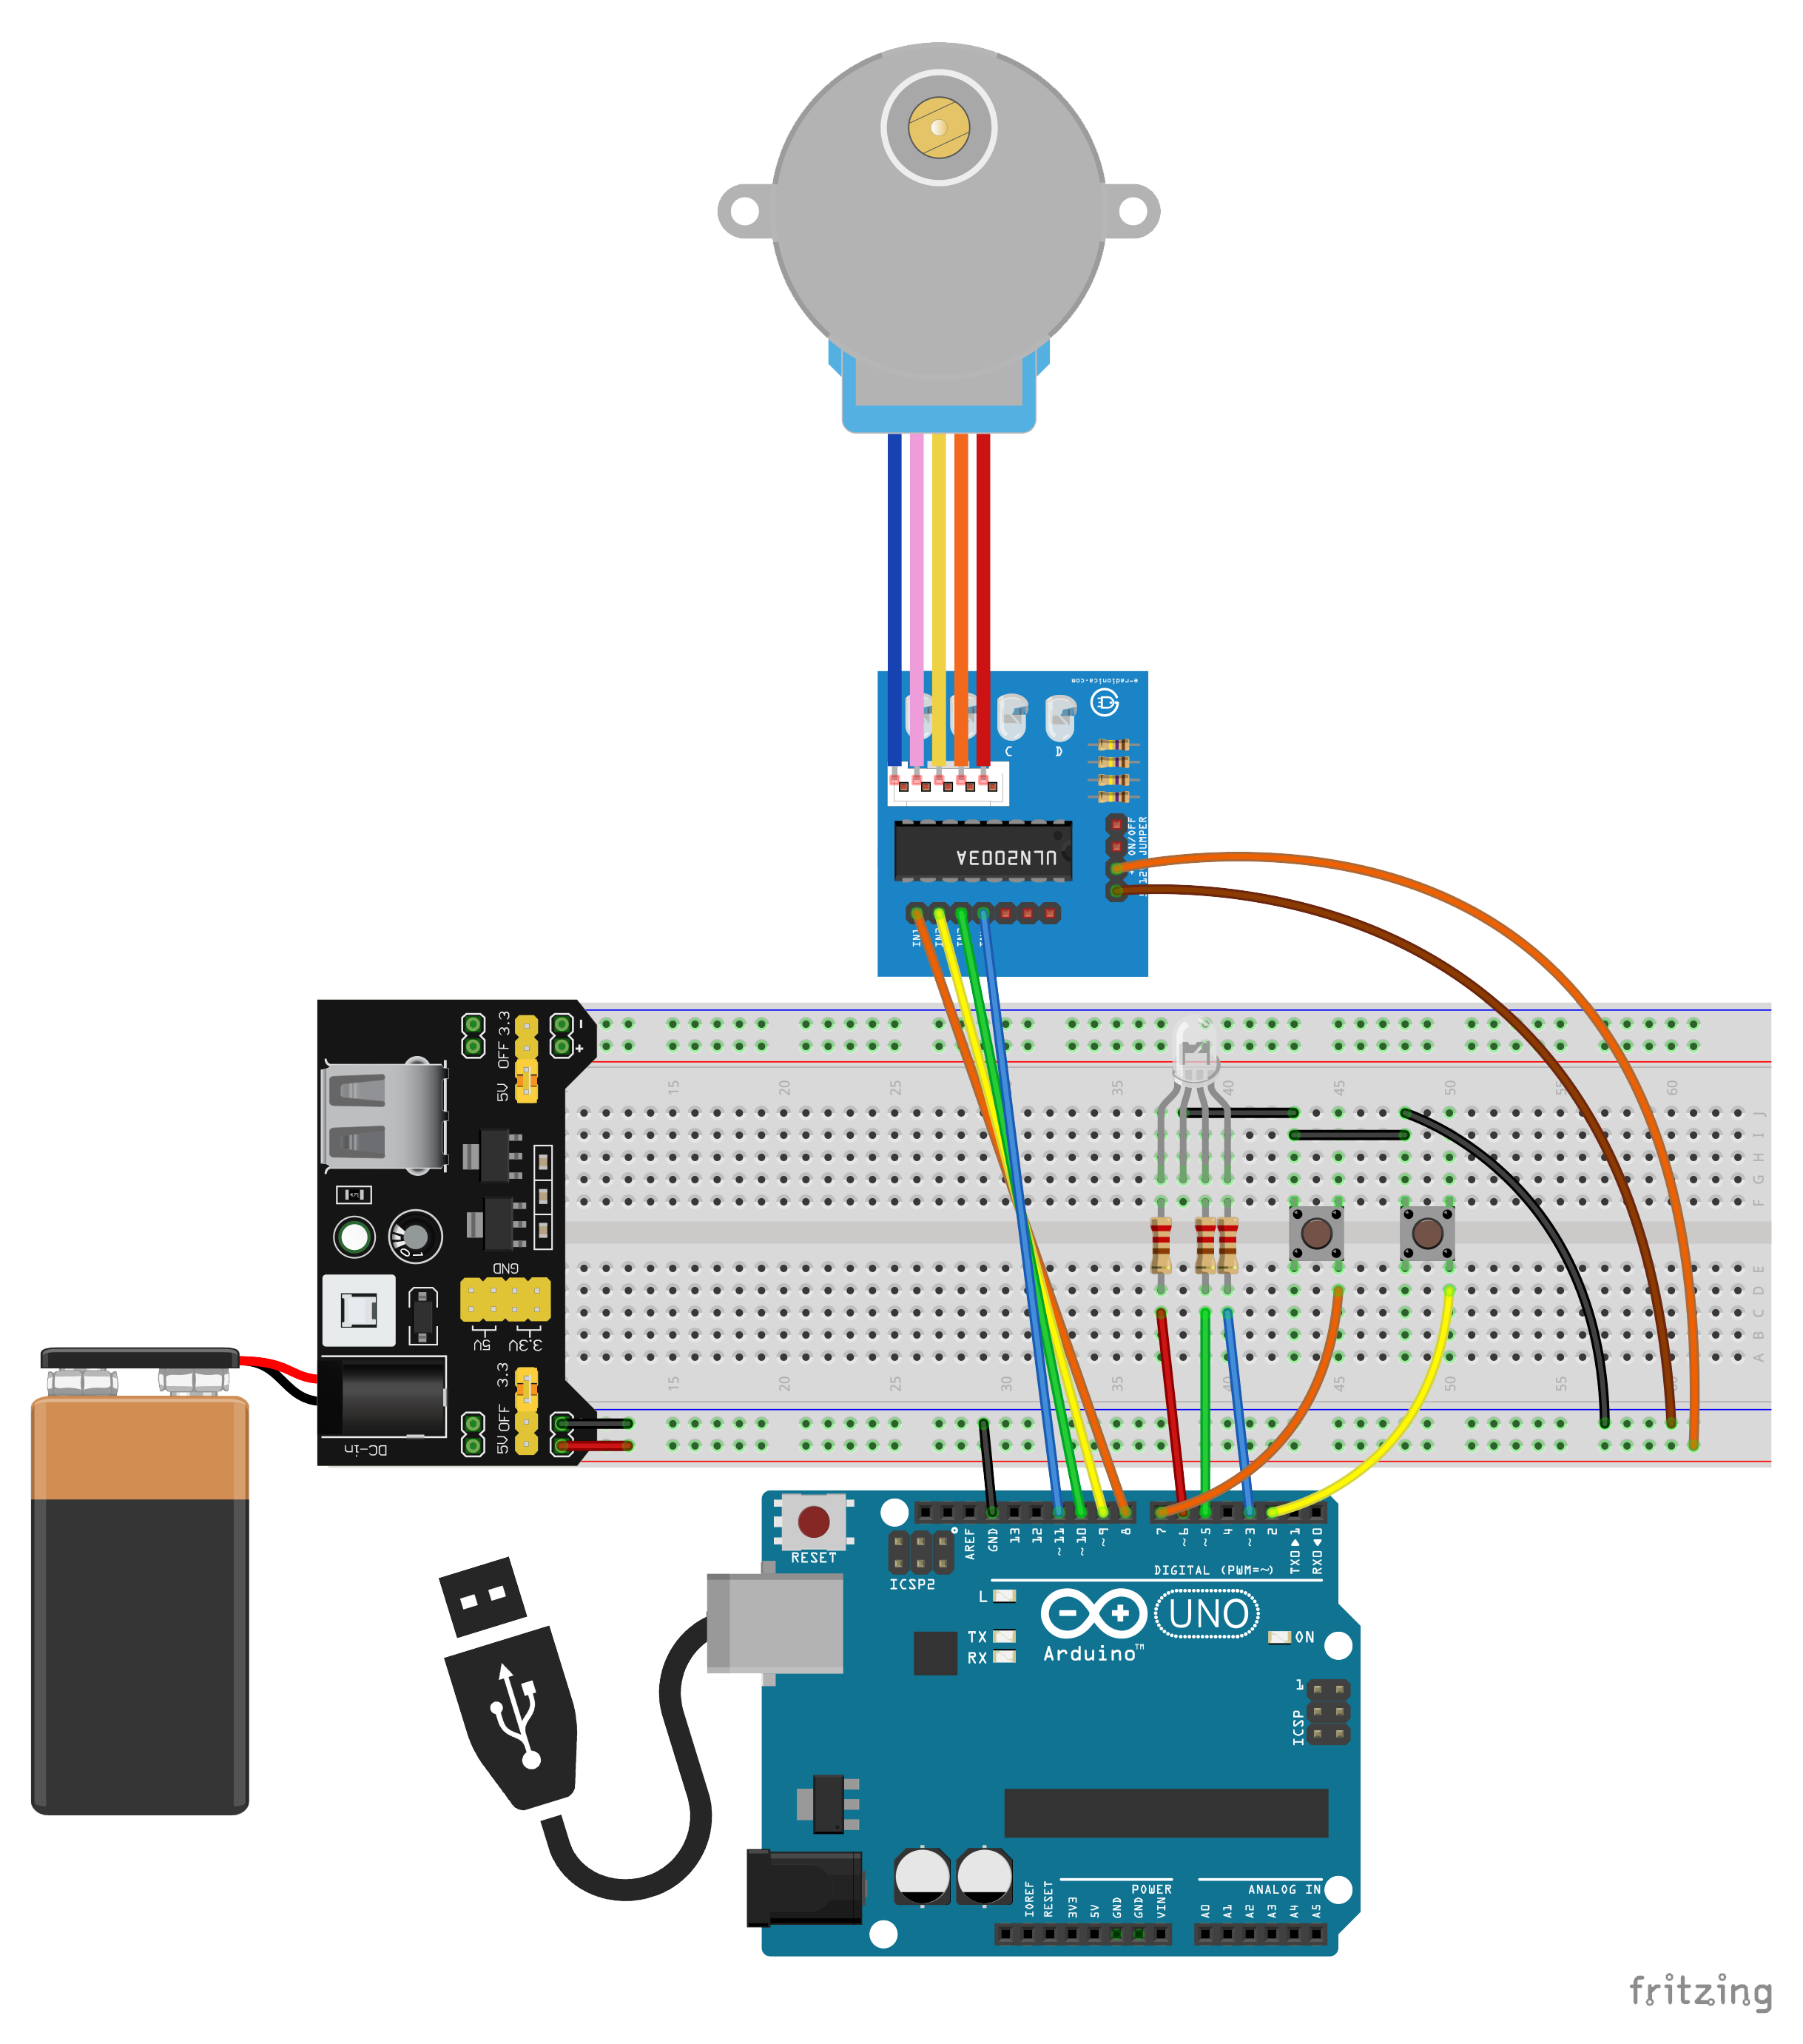 e-radionica.com
C
D
ON/OFF
JUMPER
ULN2003A
+
IN1
3.3
OFF
5V
-
+
15
20
25
35
40
45
50
55
60
J
I
H
G
F
10
GND
5V
3.3V
E
D
C
B
A
3.3
OFF
5V
DC-in
15
20
25
30
35
40
45
50
55
RESET
ICSP2
AREF
GND
13
12
~11
~10
~9
8
7
~6
~5
4
~3
2
TX0▶1
RX0◀0
DIGITAL (PWM=~)
L
TX
RX
Arduino™
UNO
ON
1
ICSP
IOREF
RESET
3V3
5V
GND
GND
VIN
POWER
A0
A1
A2
A3
A4
A5
ANALOG IN
fritzing